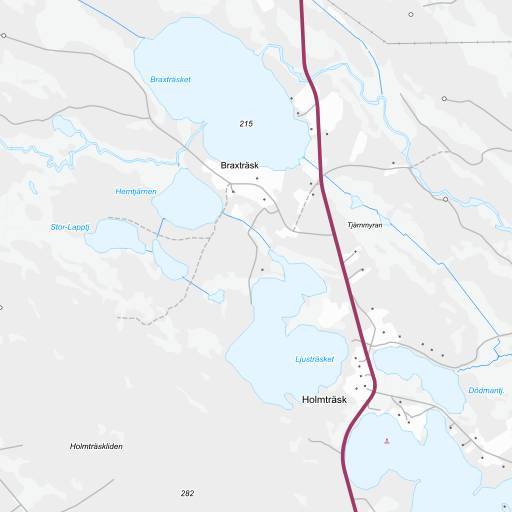 Braxträsket
215
Braxträsk
Hemtjärnen
Stor-Lapptj.
Tjärnmyran
Ljusträsket
Dödmantj.
Holmträsk
Holmträskliden
282